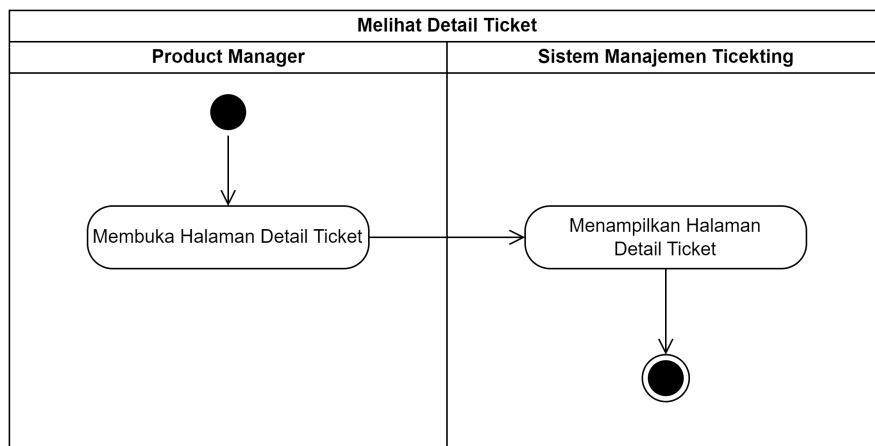 Melihat Detail Ticket
Product Manager
Sistem Manajemen Ticekting
Membuka Halaman Detail Ticket
Menampilkan Halaman
Detail Ticket